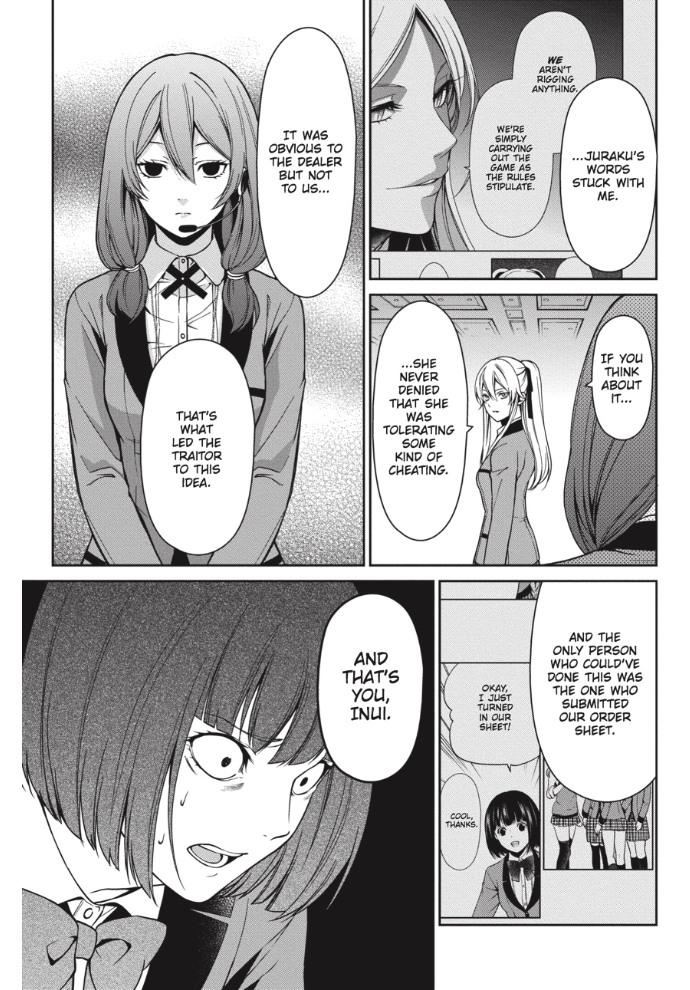 WE
AREN'T
RIGGING
ANYTHING.
WE'RE
SIMPLY
CARRYING
OUT THE
GAME AS
THE RULES
STIPULATE.
...JURAKU'S
WORDS
STUCK WITH
ME.
IT WAS
OBVIOUS TO
THE DEALER
BUT NOT
TO US...
THAT'S
WHAT
LED THE
TRAITOR
TO THIS
IDEA.
IF YOU
THINK
ABOUT
IT...
...SHE
NEVER
DENIED
THAT SHE
WAS
TOLERATING
SOME
KIND OF
CHEATING.
AND THE
ONLY PERSON
WHO COULD'VE
DONE THIS WAS
THE ONE WHO
SUBMITTED
OUR ORDER
SHEET.
OKAY,
I JUST
TURNED
IN OUR
SHEET!
COOL,
THANKS.
AND
THAT'S
YOU,
INUI.